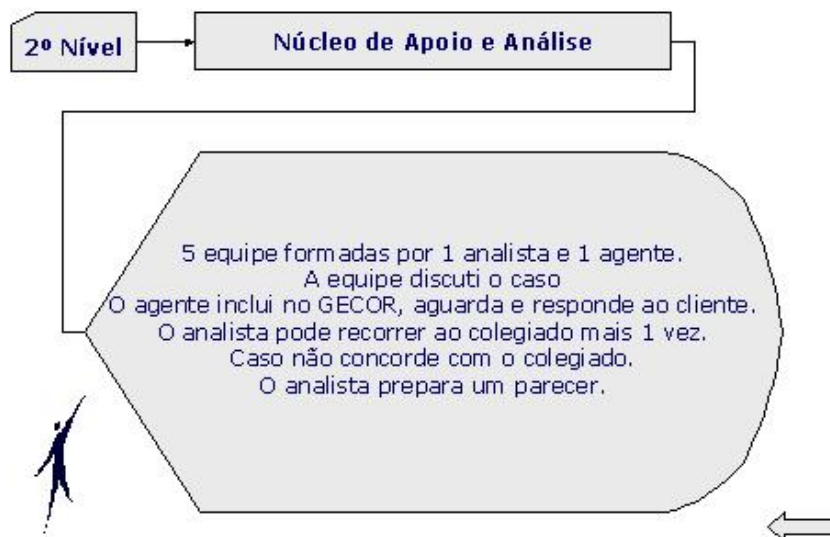 2º Nível
Núcleo de Apoio e Análise
5 equipe formadas por 1 analista e 1 agente.
A equipe discuti o caso
O agente inclui no GECOR, aguarda e responde ao cliente.
O analista pode recorrer ao colegiado mais 1 vez.
Caso não concorde com o colegiado.
O analista prepara um parecer.